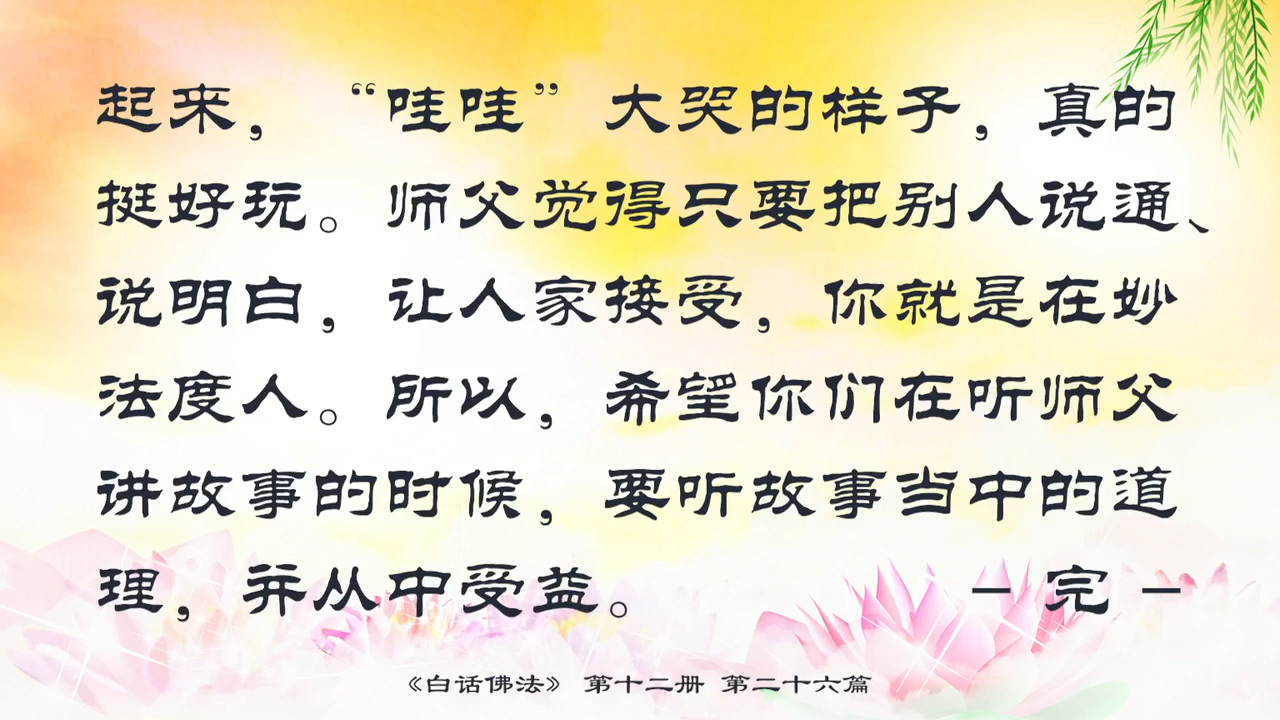 起来，“哇哇”大哭的样子，真的
挺好玩。师父觉得只要把别人说通、
说明白，让人家接受，你就是在妙
法度人。所以，希望你们在听师父
讲故事的时候，要听故事当中的道
理，并从中受益。 － 完 －
《白话佛法》 第十二册 第二十六篇